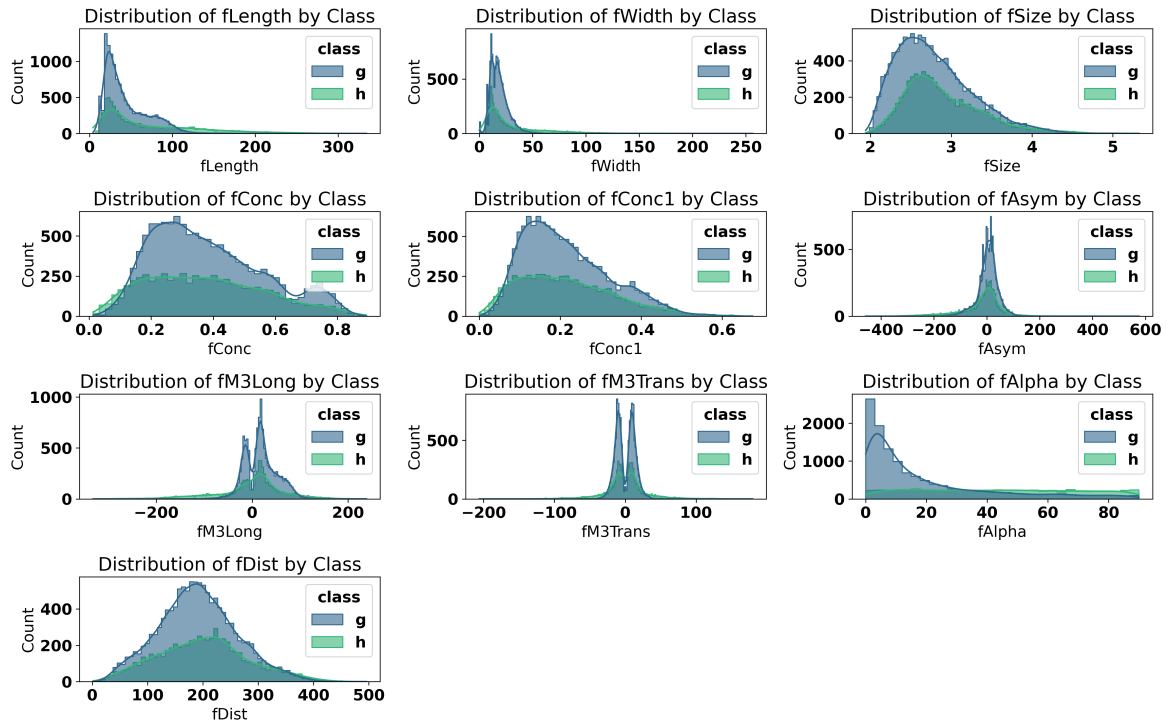 Distribution of fLength by Class
Count
1000
500
0
0
100
200
300
fLength
class
g
h
Distribution of fWidth by Class
Count
500
0
0
50
100
150
200
250
fWidth
class
g
h
Distribution of fSize by Class
Count
400
200
0
2
3
4
5
fSize
class
g
h
Distribution of fConc by Class
Count
500
250
0
0.0
0.2
0.4
0.6
0.8
fConc
class
g
h
Distribution of fConc1 by Class
Count
500
250
0
0.0
0.2
0.4
0.6
fConc1
class
g
h
Distribution of fAsym by Class
Count
500
0
−400
−200
0
200
400
600
fAsym
class
g
h
Distribution of fM3Long by Class
Count
1000
500
0
−200
0
200
fM3Long
class
g
h
Distribution of fM3Trans by Class
Count
500
0
−200
−100
0
100
fM3Trans
class
g
h
Distribution of fAlpha by Class
Count
2000
1000
0
0
20
40
60
80
fAlpha
class
g
h
Distribution of fDist by Class
Count
400
200
0
0
100
200
300
400
500
fDist
class
g
h